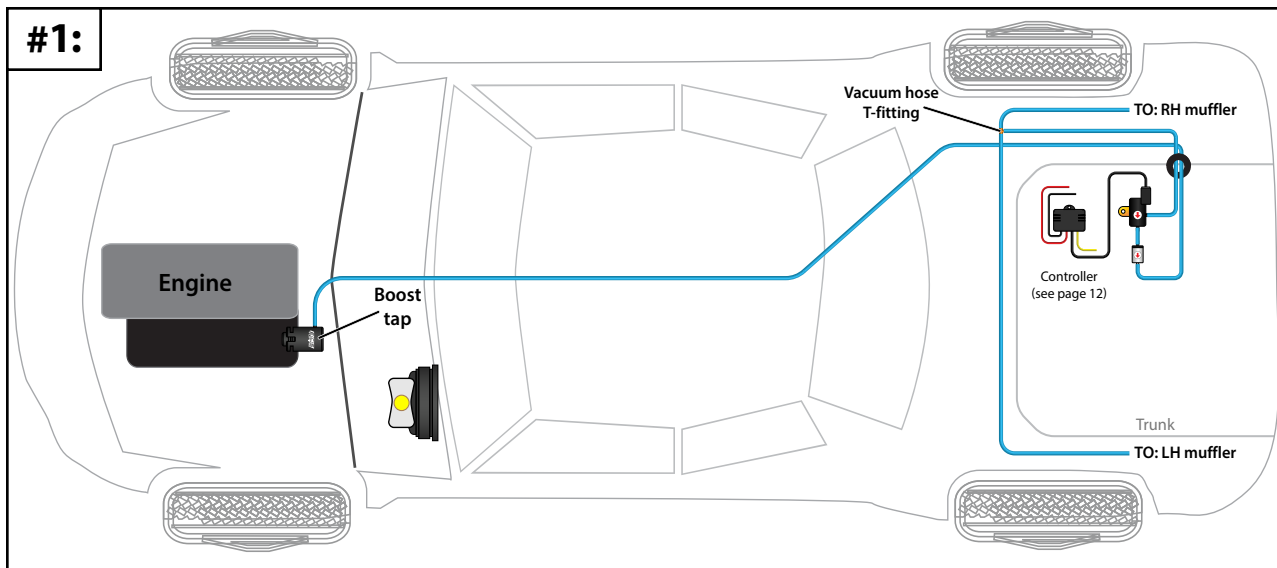 #1:
Vacuum hose
T-fitting
TO: RH muffler
Engine
Boost
tap
Controller
(see page 12)
Trunk
TO: LH muffler